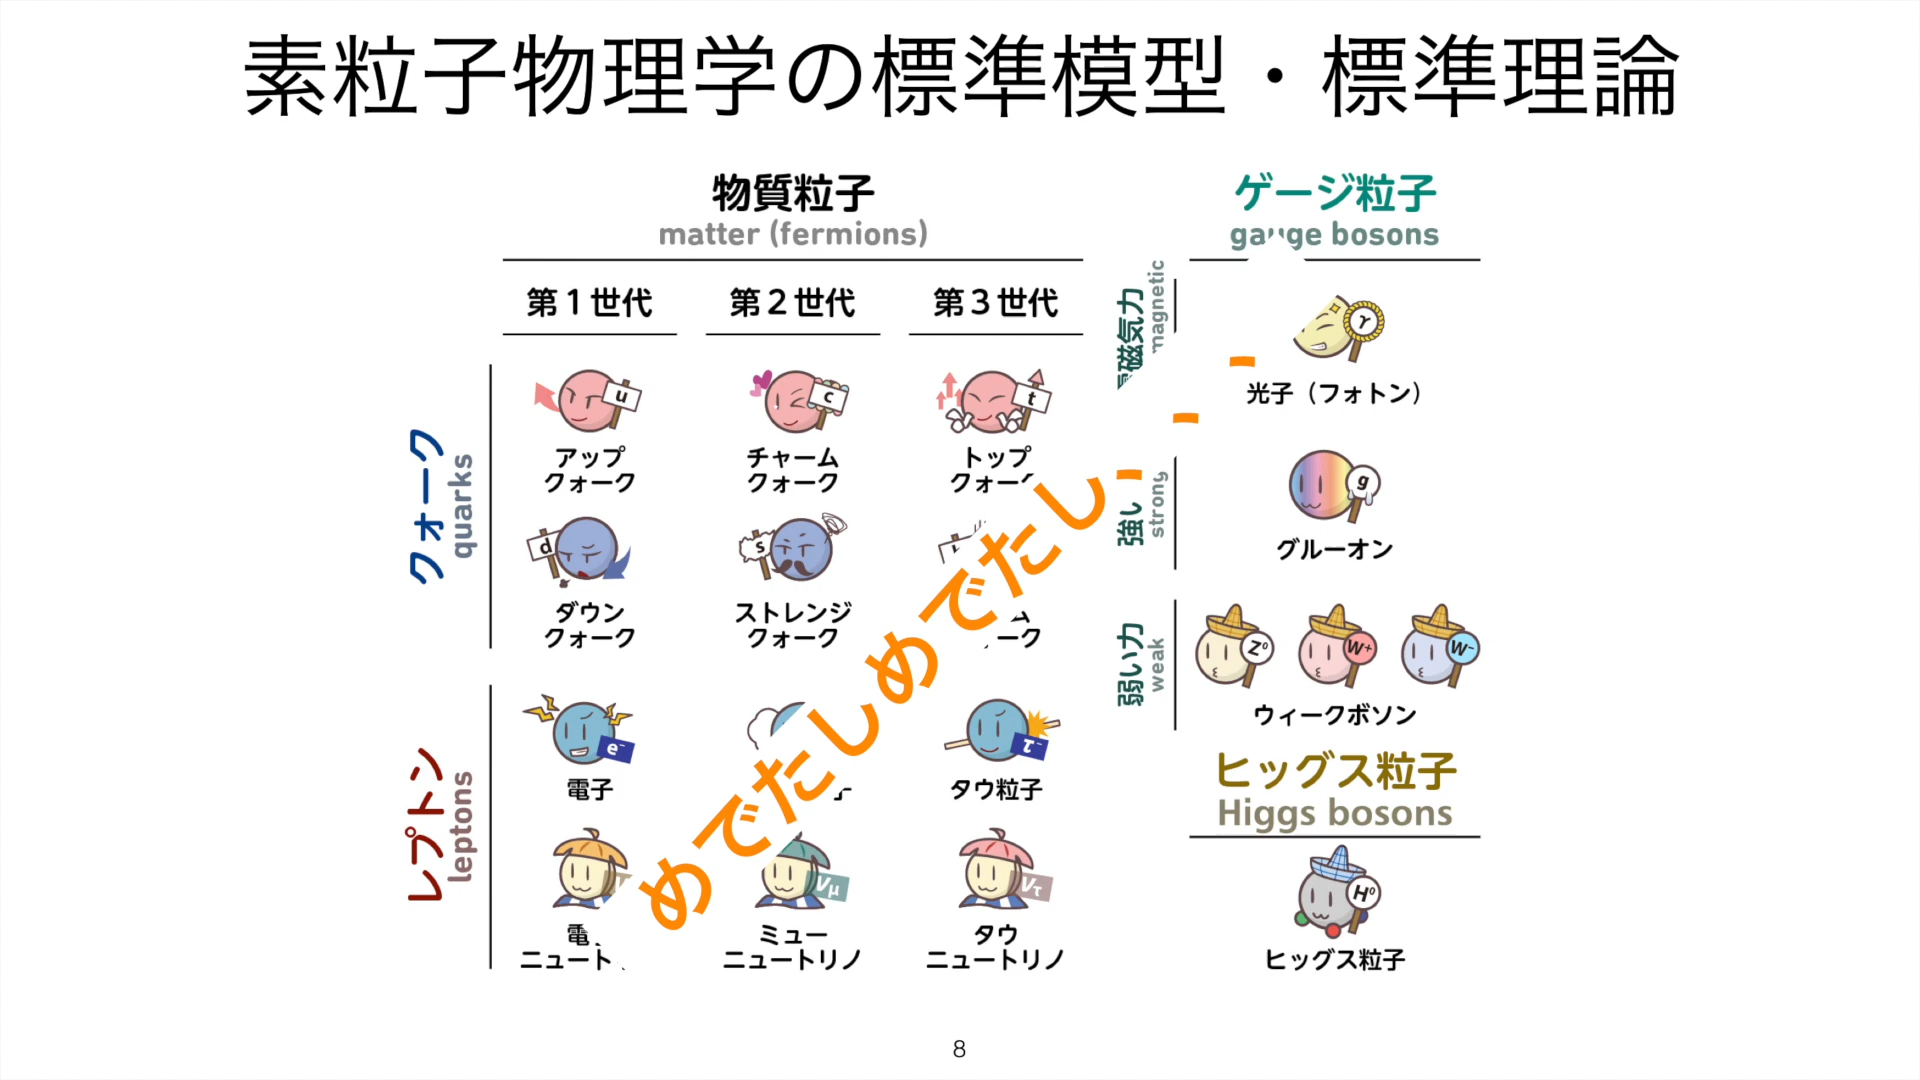 素粒子物理学の標準模型・標準理論
物質粒子
matter (fermions)
ゲージ粒子
bosons
第1世代
第2世代
第3世代
クォーク
quarks
u
アップ
クォーク
c
チャーム
クォーク
t
トップ
d
ダウン
クォーク
s
ストレンジ
クォーク
レプトン
leptons
e⁻
電子
τ⁻
タウ粒子
νμ
ミュー
ニュートリノ
ντ
タウ
ニュートリノ
めでたしめでたし
γ
光子（フォトン）
strong
g
グルーオン
弱い力
weak
Z⁰
W⁺
W⁻
ウィークボソン
ヒッグス粒子
Higgs bosons
H⁰
ヒッグス粒子
8